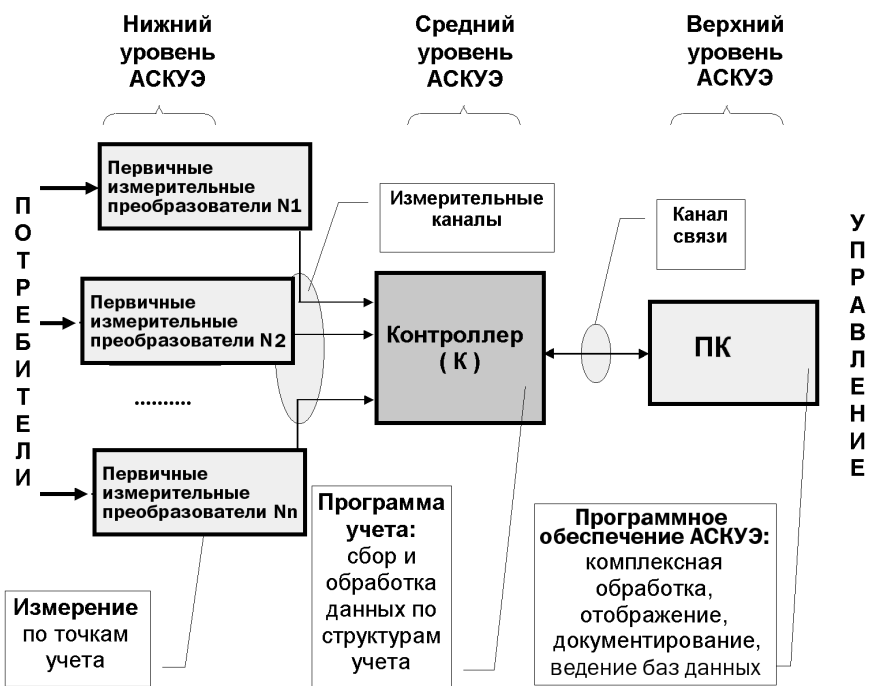 Нижний
уровень
АСКУЭ
Средний
уровень
АСКУЭ
Верхний
уровень
АСКУЭ
ПОТРЕБИТЕЛИ
Первичные
измерительные
преобразователи N1
Первичные
измерительные
преобразователи N2
..........
Первичные
измерительные
преобразователи Nn
Измерительные
каналы
Контроллер
( К )
Канал
связи
ПК
УПРАВЛЕНИЕ
Измерение
по точкам
учета
Программа
учета:
сбор и
обработка
данных по
структурам
учета
Программное
обеспечение АСКУЭ:
комплексная
обработка,
отображение,
документирование,
ведение баз данных